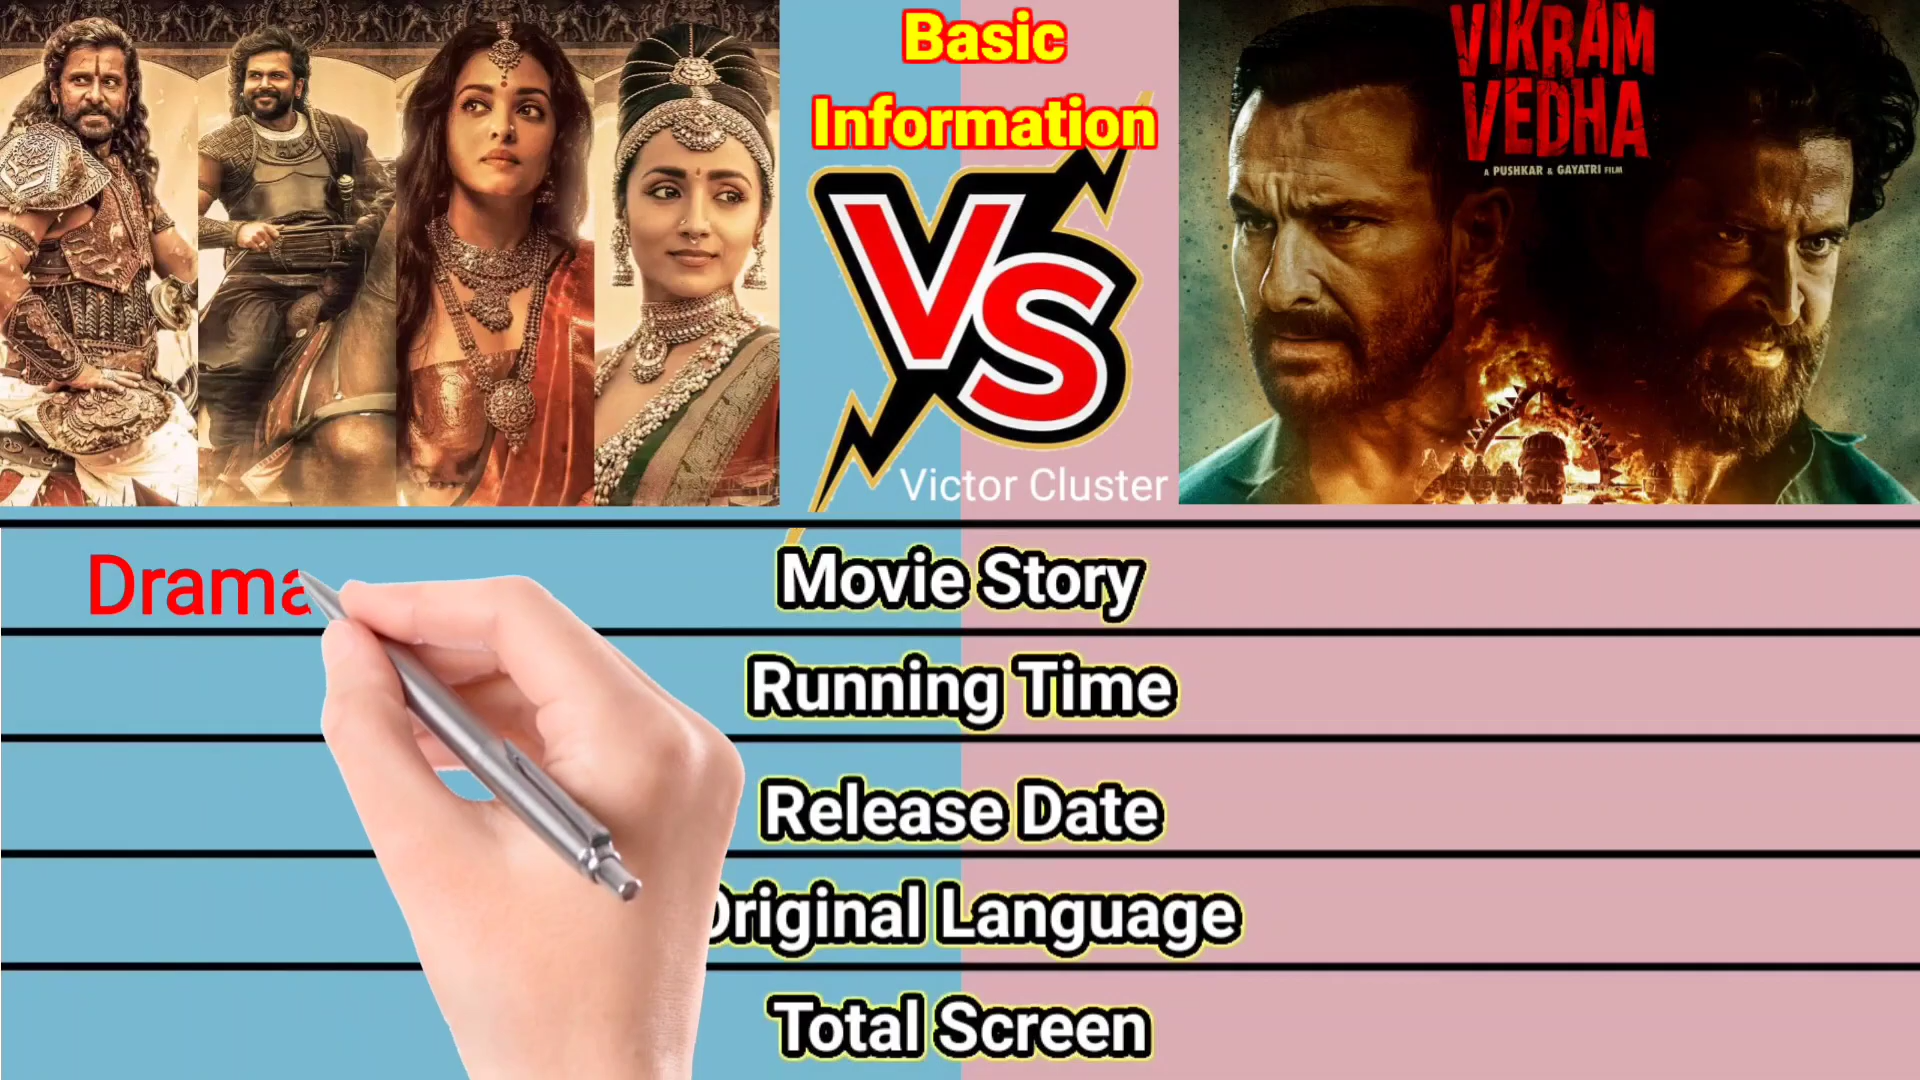 Basic
Information
VS
Victor Cluster
VIKRAM
VEDHA
A PUSHKAR & GAYATRI FILM
Drama
Movie Story
Running Time
Release Date
Original Language
Total Screen